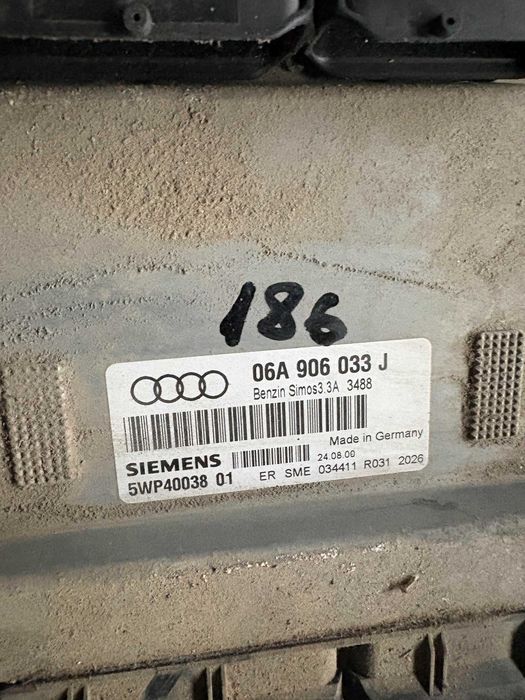 186
06A 906 033 J
Benzin Simos3.3A 3488
Made in Germany
SIEMENS 24.08.00
5WP40038 01 ER SME 034411 R031 2026